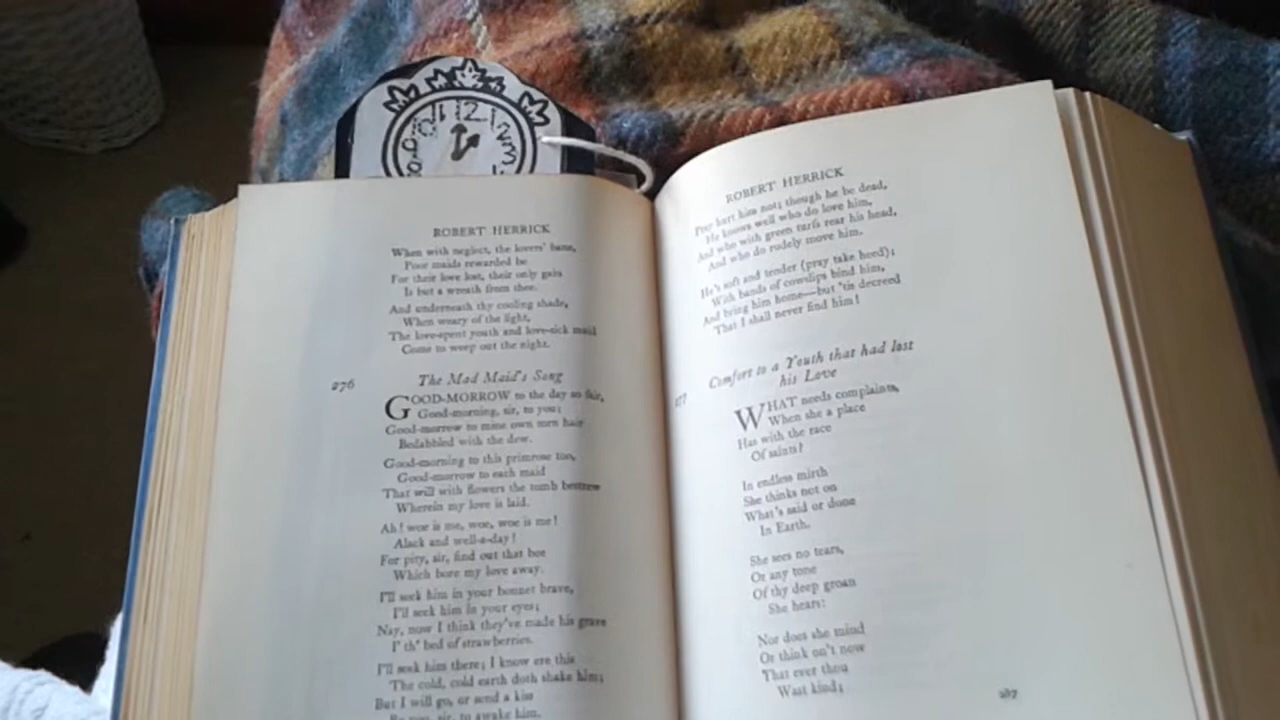 12
ROBERT HERRICK
When with neglect, the lovers' bane,
Poor maids rewarded be
For their love lost, their only gain
Is but a wreath from thee.
And underneath thy cooling shade,
When weary of the light,
The love-spent youth and love-sick maid
Come to weep out the night.
276
The Mad Maid's Song
GOOD-MORROW to the day so fair,
Good-morning, sir, to you;
Good-morrow to mine own torn hair
Bedabbled with the dew.
Good-morning to this primrose too,
Good-morrow to each maid
That will with flowers the tomb bestrew
Wherein my love is laid.
Ah! woe is me, woe, woe is me!
Alack and well-a-day!
For pity, sir, find out that bee
Which bore my love away.
I'll seek him in your bonnet brave,
I'll seek him in your eyes;
Nay, now I think they've made his grave
I' th' bed of strawberries.
I'll seek him there; I know ere this
The cold, cold earth doth shake him;
But I will go, or send a kiss
By you, sir, to awake him.
ROBERT HERRICK
Pray hurt him not; though he be dead,
He knows well who do love him,
And who with green turfs rear his head,
And who do rudely move him.
He's soft and tender (pray take heed);
With bands of cowslips bind him,
And bring him home—but 'tis decreed
That I shall never find him!
277
Comfort to a Youth that had lost
his Love
WHAT needs complaints,
When she a place
Has with the race
Of saints?
In endless mirth
She thinks not on
What's said or done
In Earth.
She sees no tears,
Or any tone
Of thy deep groan
She hears:
Nor does she mind
Or think on't now
That ever thou
Wast kind;
287